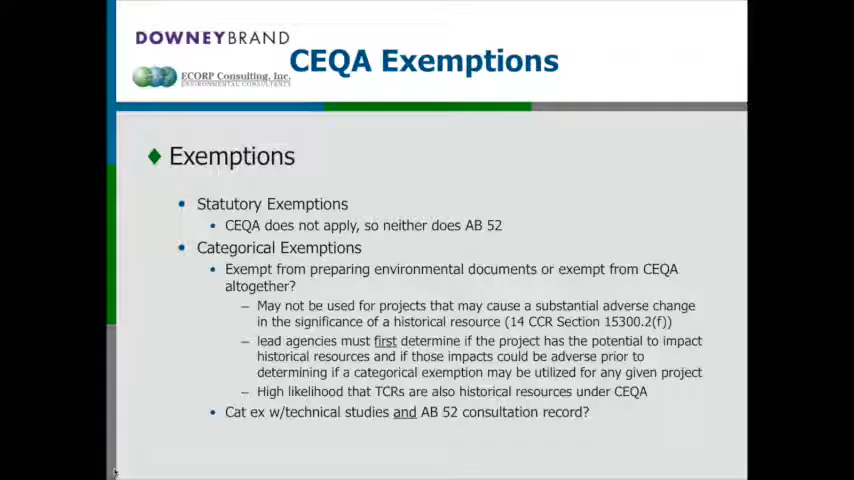 DOWNEYBRAND
ECORP Consulting, Inc.
ENVIRONMENTAL CONSULTANTS
CEQA Exemptions
Exemptions
Statutory Exemptions
CEQA does not apply, so neither does AB 52
Categorical Exemptions
Exempt from preparing environmental documents or exempt from CEQA
altogether?
– May not be used for projects that may cause a substantial adverse change
in the significance of a historical resource (14 CCR Section 15300.2(f))
– lead agencies must first determine if the project has the potential to impact
historical resources and if those impacts could be adverse prior to
determining if a categorical exemption may be utilized for any given project
– High likelihood that TCRs are also historical resources under CEQA
Cat ex w/technical studies and AB 52 consultation record?